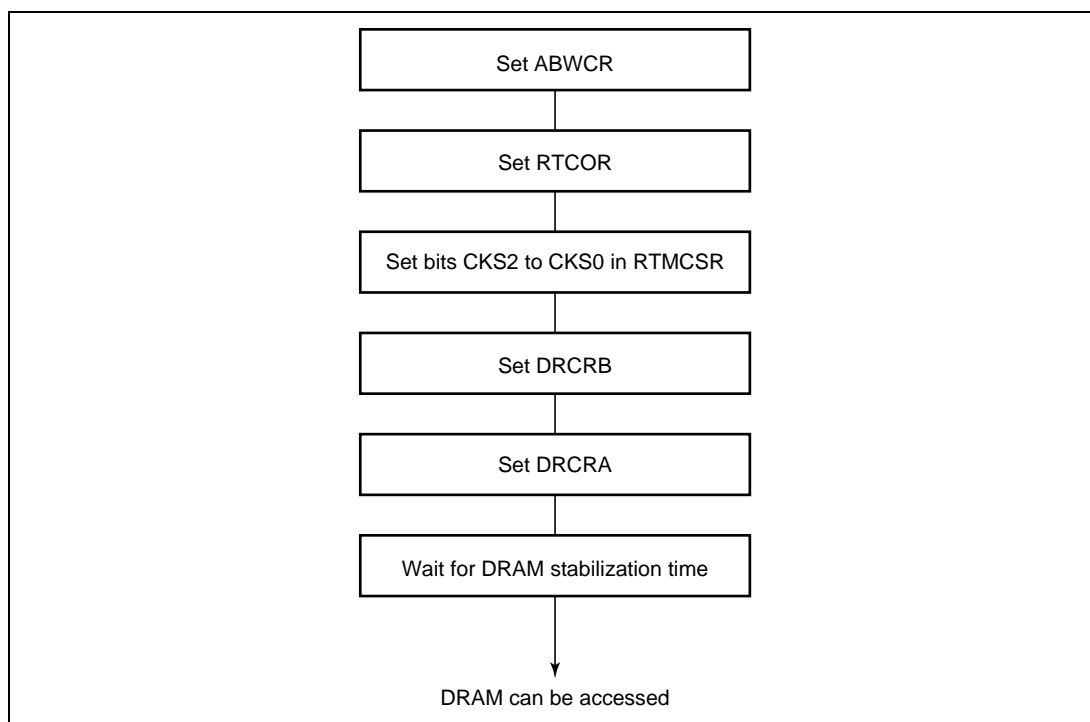 Set ABWCR
Set RTCOR
Set bits CKS2 to CKS0 in RTMCSR
Set DRCRB
Set DRCRA
Wait for DRAM stabilization time
DRAM can be accessed